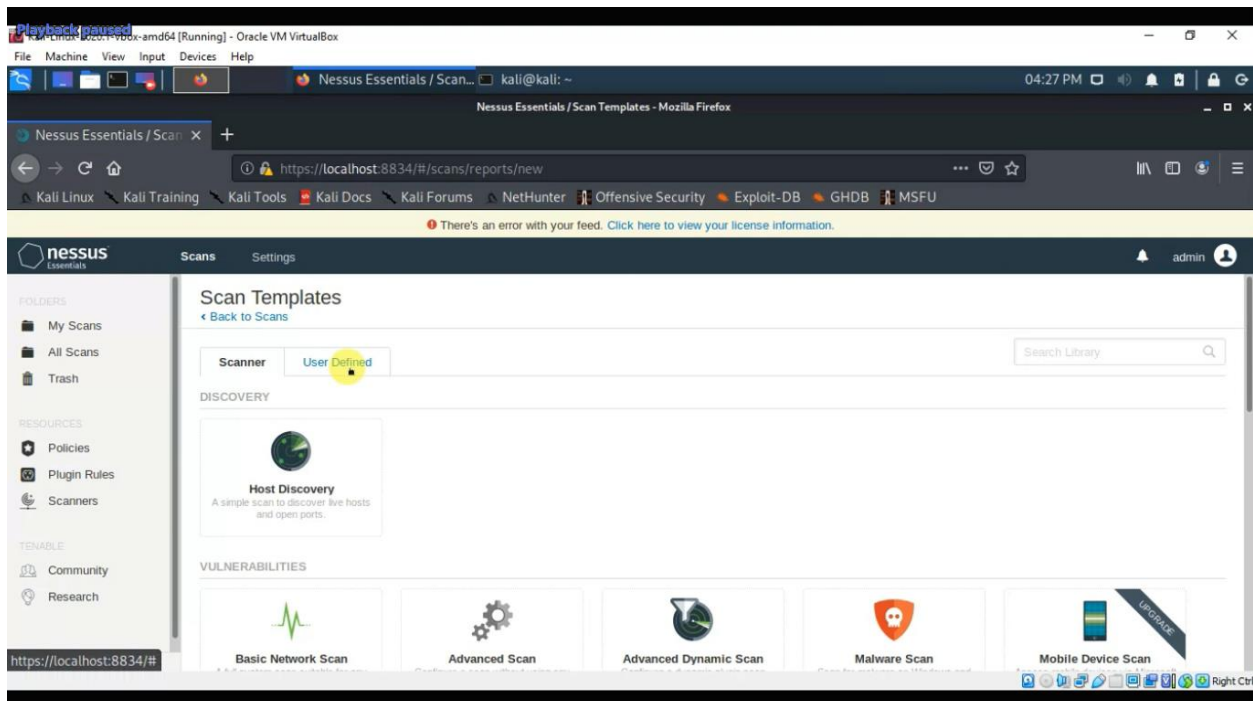 Playback paused
Kali-Linux-2020.1-vbox-amd64 [Running] - Oracle VM VirtualBox
File Machine View Input Devices Help
Nessus Essentials / Scan... kali@kali: ~ 04:27 PM
Nessus Essentials / Scan Templates - Mozilla Firefox
Nessus Essentials / Scan
https://localhost:8834/#/scans/reports/new
Kali Linux Kali Training Kali Tools Kali Docs Kali Forums NetHunter Offensive Security Exploit-DB GHDB MSFU
There's an error with your feed. Click here to view your license information.
nessus Essentials Scans Settings admin
FOLDERS
My Scans
All Scans
Trash
RESOURCES
Policies
Plugin Rules
Scanners
TENABLE
Community
Research
https://localhost:8834/#
Scan Templates
Back to Scans
Scanner User Defined Search Library
DISCOVERY
Host Discovery
A simple scan to discover live hosts
and open ports.
VULNERABILITIES
UPGRADE
Basic Network Scan Advanced Scan Advanced Dynamic Scan Malware Scan Mobile Device Scan
Right Ctrl